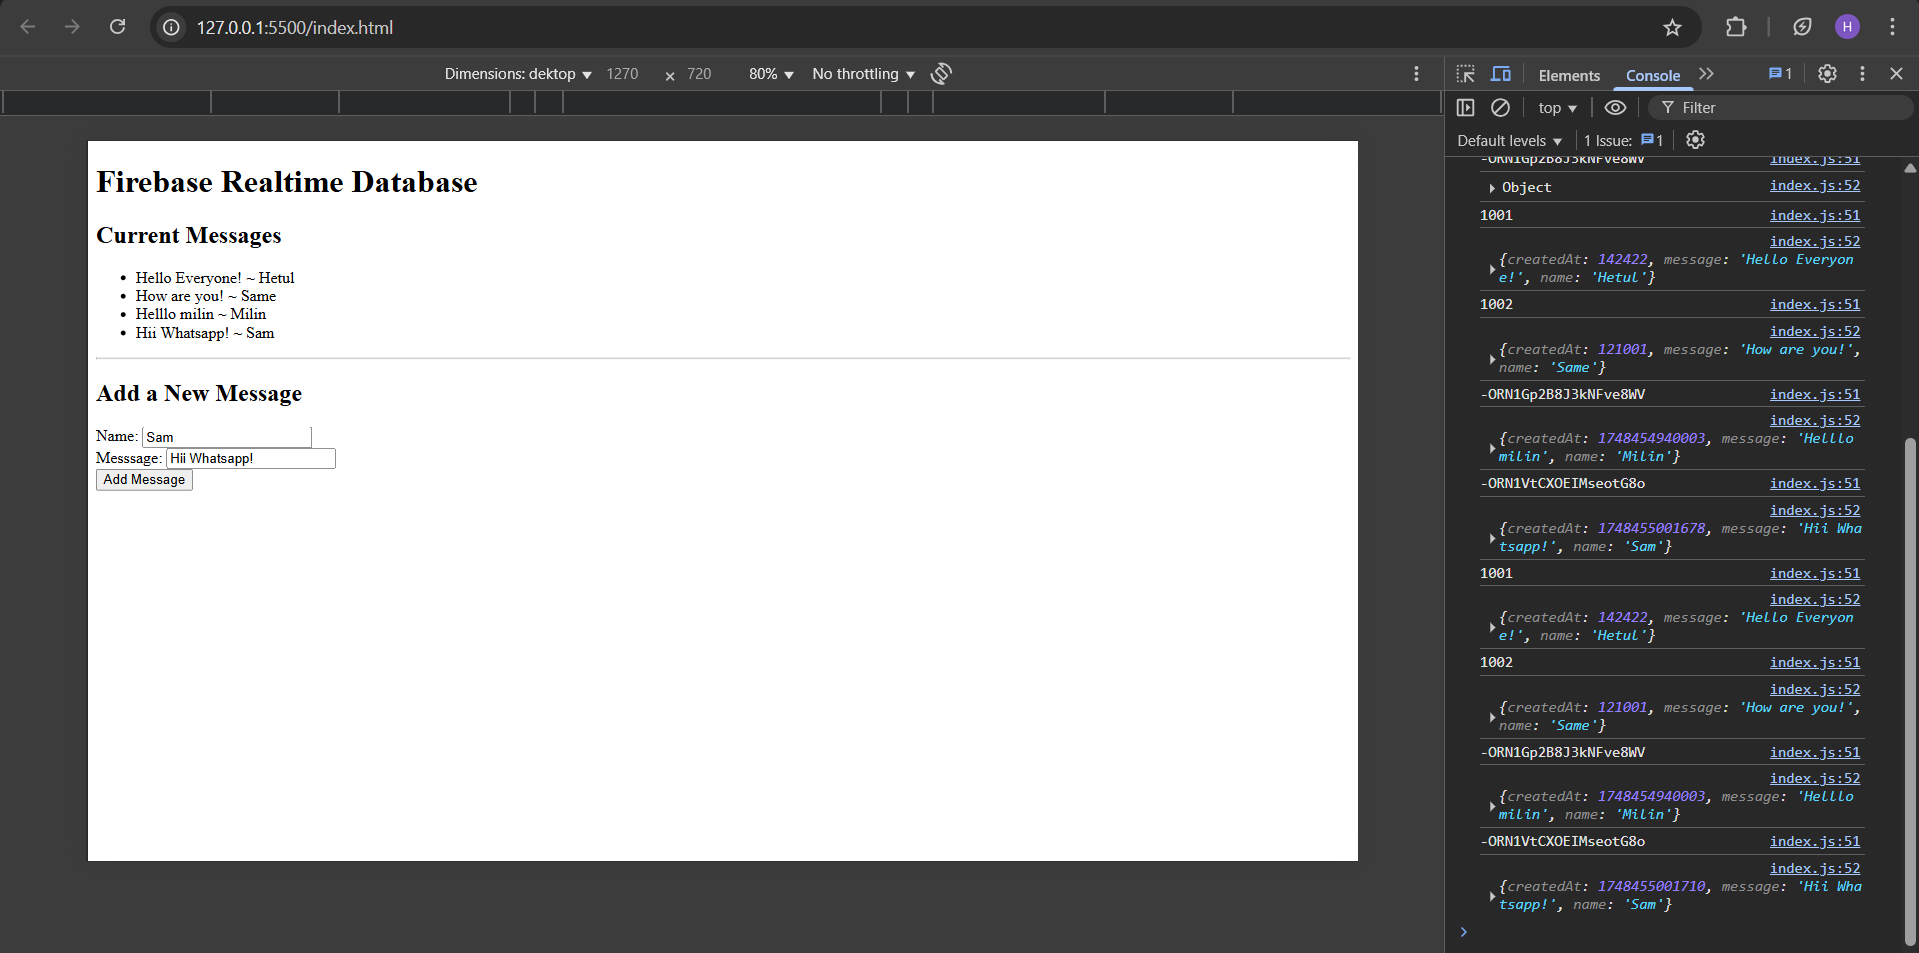 127.0.0.1:5500/index.html
H
Dimensions: dektop 1270 × 720 80% No throttling
Elements Console 1
top Filter
Default levels 1 Issue: 1
Firebase Realtime Database
Current Messages
Hello Everyone! ~ Hetul
How are you! ~ Same
Helllo milin ~ Milin
Hii Whatsapp! ~ Sam
Add a New Message
Name: Sam
Messsage: Hii Whatsapp!
Add Message
-ORN1Gp2B8J3kNFve8WV index.js:51
Object index.js:52
1001 index.js:51
index.js:52
{createdAt: 142422, message: 'Hello Everyon
e!', name: 'Hetul'}
1002 index.js:51
index.js:52
{createdAt: 121001, message: 'How are you!',
name: 'Same'}
-ORN1Gp2B8J3kNFve8WV index.js:51
index.js:52
{createdAt: 1748454940003, message: 'Helllo
milin', name: 'Milin'}
-ORN1VtCXOEIMseotG8o index.js:51
index.js:52
{createdAt: 1748455001678, message: 'Hii Wha
tsapp!', name: 'Sam'}
1001 index.js:51
index.js:52
{createdAt: 142422, message: 'Hello Everyon
e!', name: 'Hetul'}
1002 index.js:51
index.js:52
{createdAt: 121001, message: 'How are you!',
name: 'Same'}
-ORN1Gp2B8J3kNFve8WV index.js:51
index.js:52
{createdAt: 1748454940003, message: 'Helllo
milin', name: 'Milin'}
-ORN1VtCXOEIMseotG8o index.js:51
index.js:52
{createdAt: 1748455001710, message: 'Hii Wha
tsapp!', name: 'Sam'}